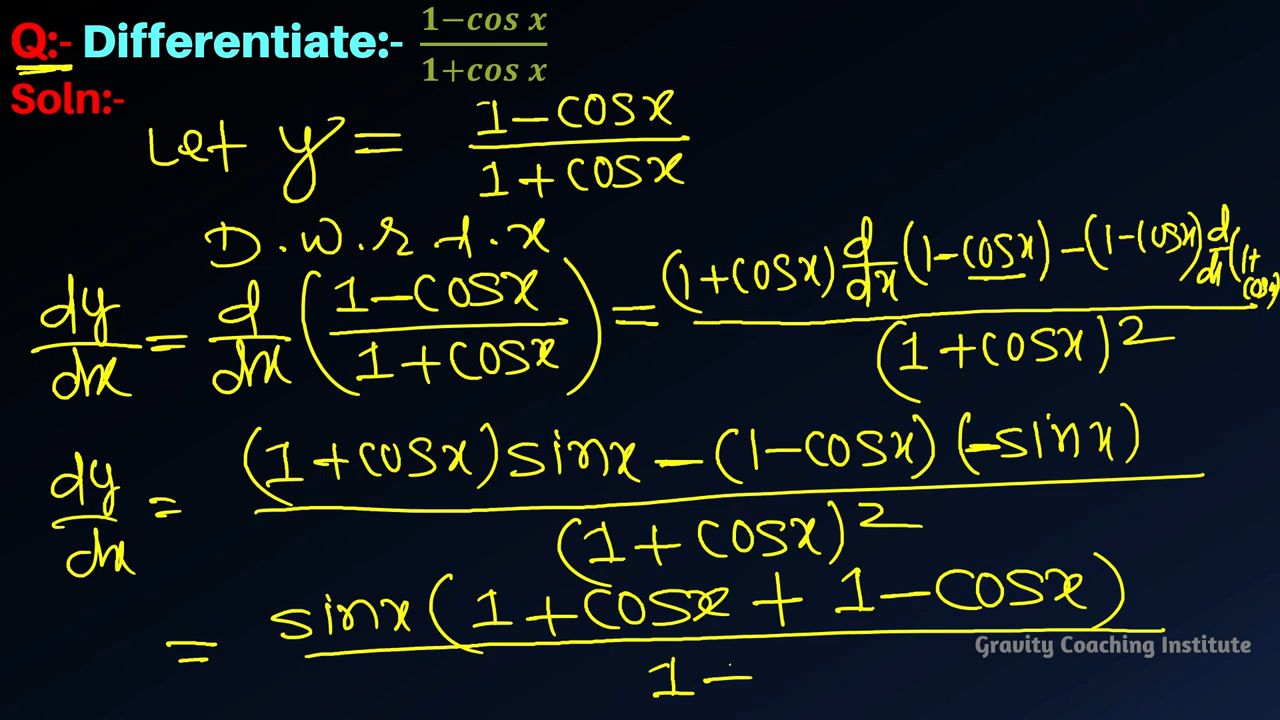 Q:- Differentiate:- (1−cos x)/(1+cos x)
Soln:-
Let y = (1−cosx)/(1+cosx)
D.w.r.t.x
dy/dx = d/dx ((1−cosx)/(1+cosx)) = ((1+cosx) d/dx (1−cosx) − (1−cosx) d/dx (1+cosx))/(1+cosx)²
dy/dx = ((1+cosx) sinx − (1−cosx) (−sinx))/(1+cosx)²
= sinx(1+cosx + 1−cosx)/1−
Gravity Coaching Institute